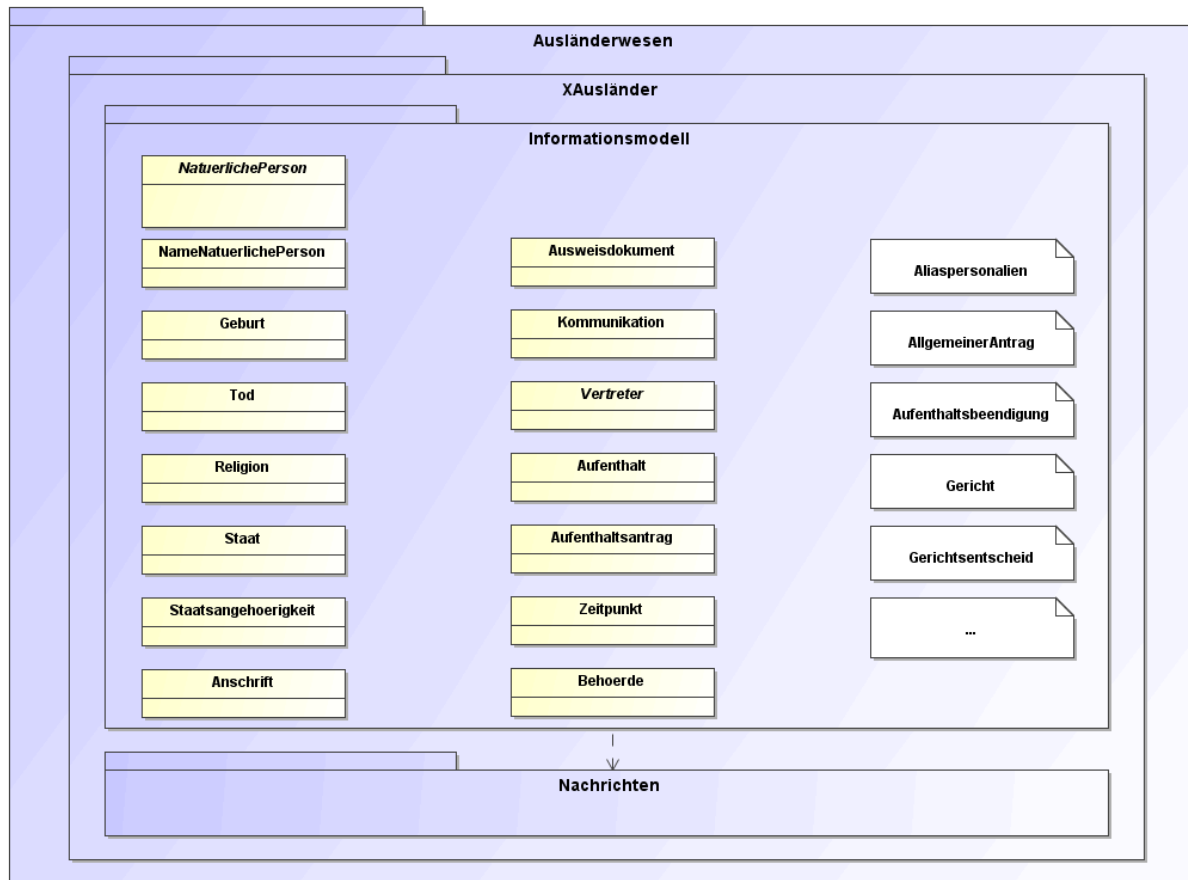 Ausländerwesen
XAusländer
Informationsmodell
NatuerlichePerson
NameNatuerlichePerson
Geburt
Tod
Religion
Staat
Staatsangehoerigkeit
Anschrift
Ausweisdokument
Kommunikation
Vertreter
Aufenthalt
Aufenthaltsantrag
Zeitpunkt
Behoerde
Aliaspersonalien
AllgemeinerAntrag
Aufenthaltsbeendigung
Gericht
Gerichtsentscheid
...
Nachrichten